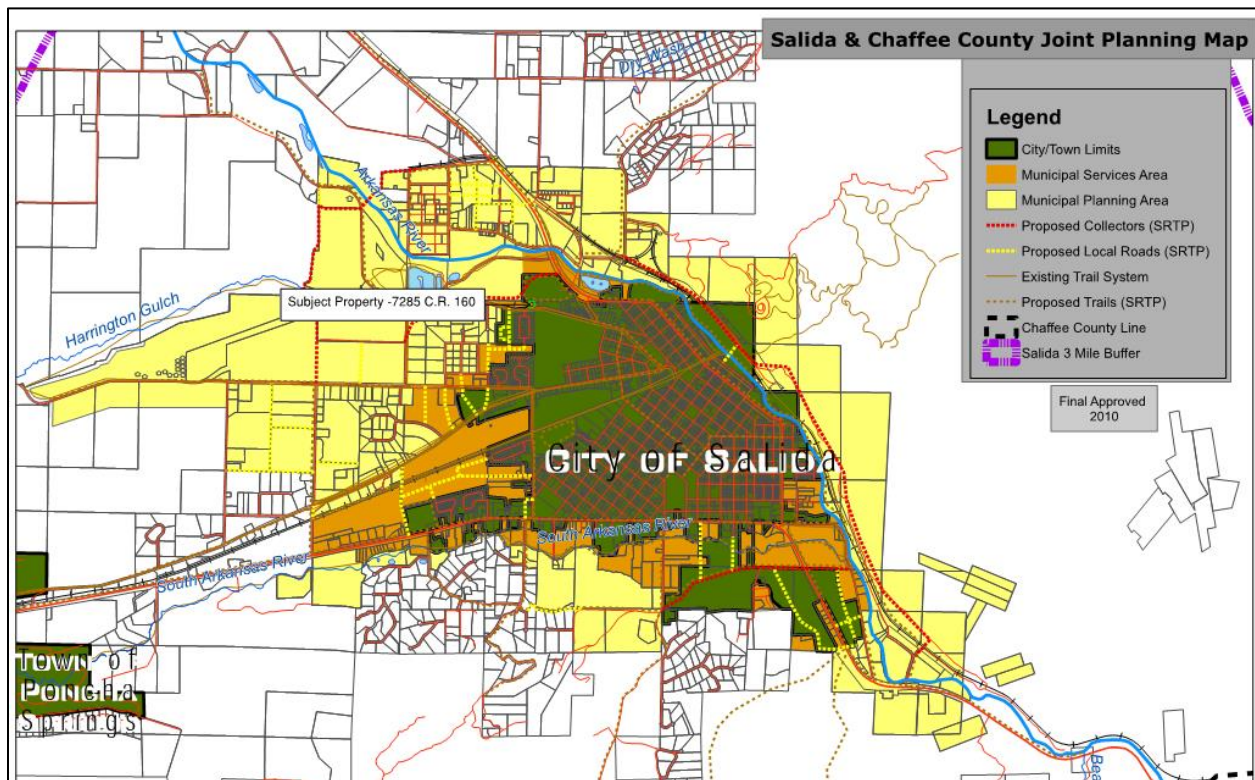 Salida & Chaffee County Joint Planning Map
Legend
City/Town Limits
Municipal Services Area
Municipal Planning Area
Proposed Collectors (SRTP)
Proposed Local Roads (SRTP)
Existing Trail System
Proposed Trails (SRTP)
Chaffee County Line
Salida 3 Mile Buffer
Final Approved
2010
Dry Wash
Arkansas River
Harrington Gulch
Subject Property -7285 C.R. 160
City of Salida
South Arkansas River
South Arkansas River
Town of
Poncha
Springs